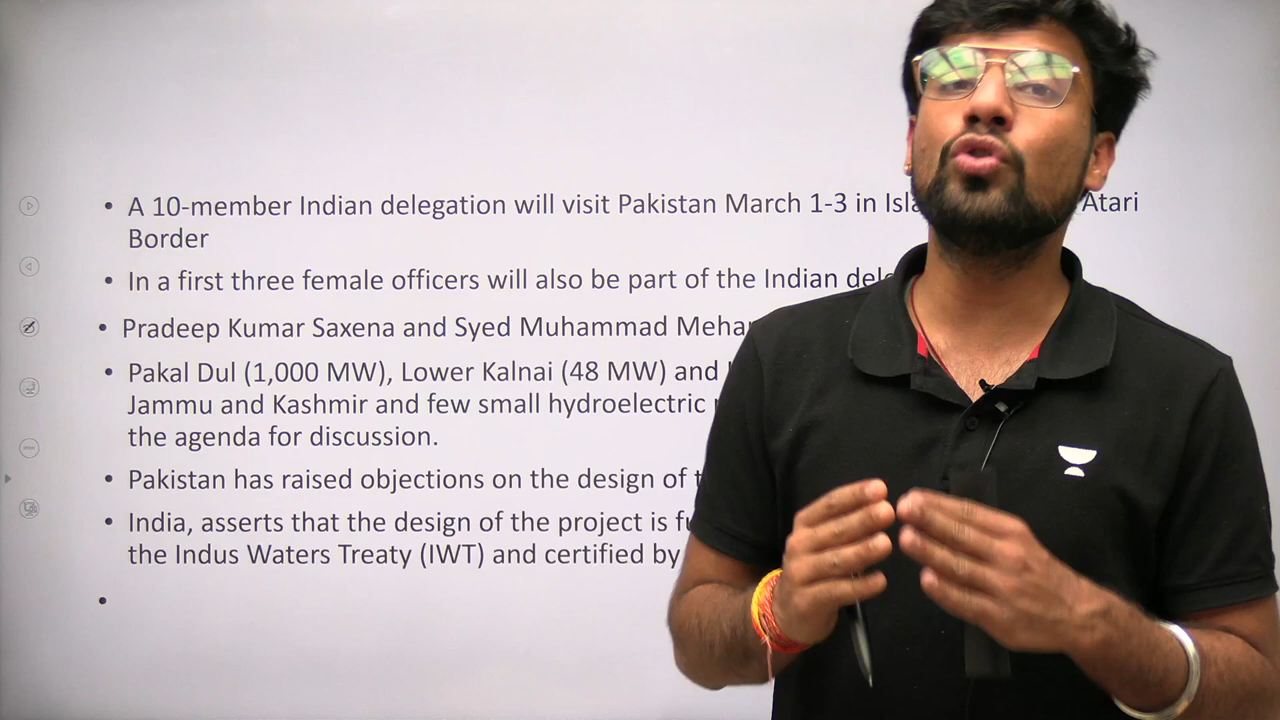 • A 10-member Indian delegation will visit Pakistan March 1-3 in Atari
Border
• In a first three female officers will also be part of the Indian
• Pradeep Kumar Saxena and Syed Muhammad
• Pakal Dul (1,000 MW), Lower Kalnai (48 MW) and
Jammu and Kashmir and few small hydroelectric
the agenda for discussion.
• Pakistan has raised objections on the design of
• India, asserts that the design of the project is
the Indus Waters Treaty (IWT) and certified by
•